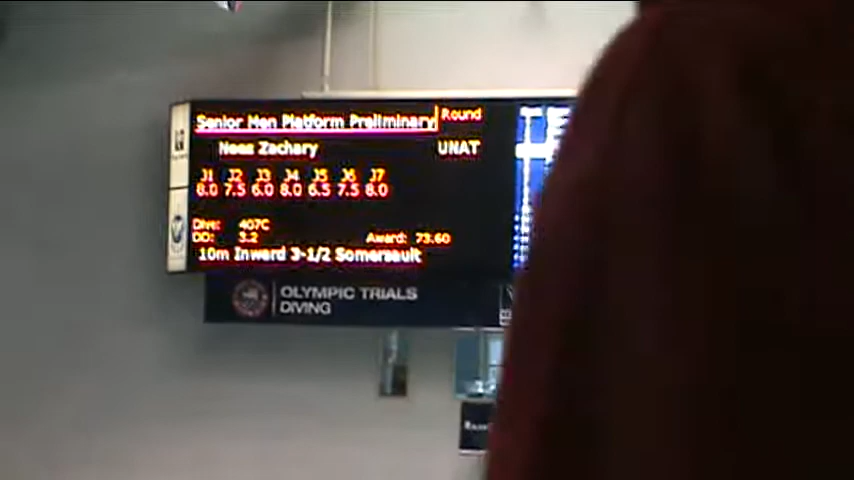 Senior Men Platform Preliminary Round
Nees Zachary UNAT
J1 J2 J3 J4 J5 J6 J7
8.0 7.5 6.0 8.0 6.5 7.5 8.0
Dive: 407C
DD: 3.2 Award: 73.60
10m Inward 3-1/2 Somersault
OLYMPIC TRIALS
DIVING